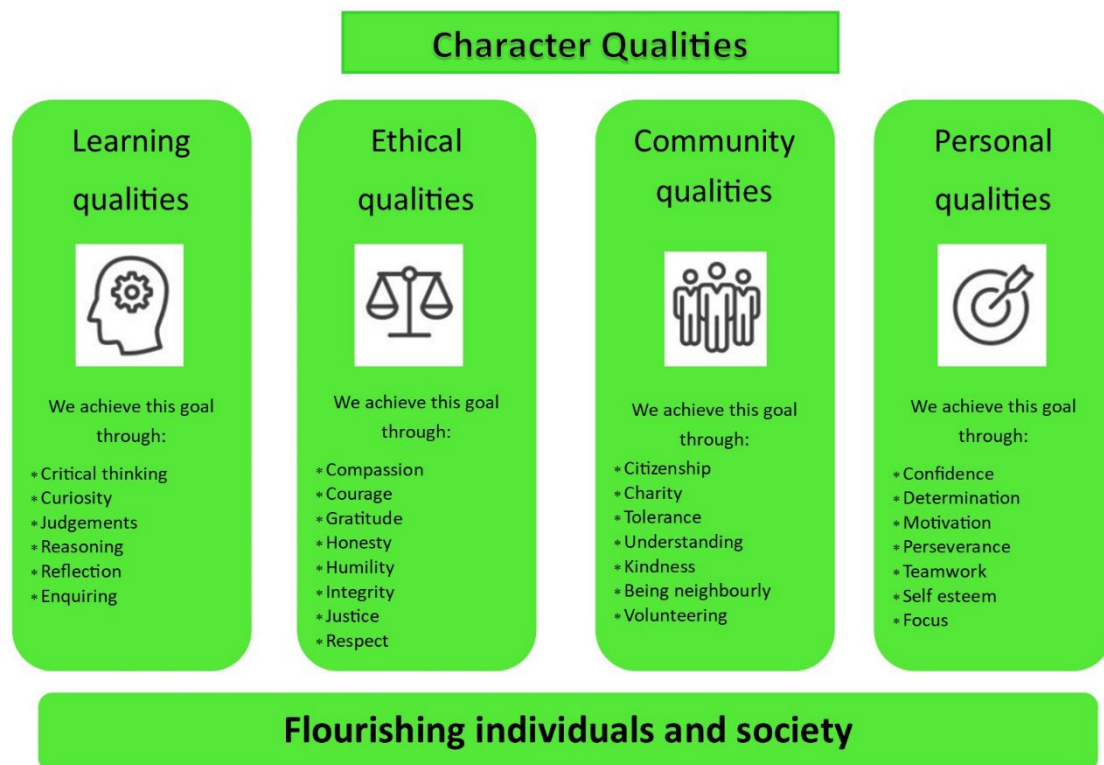 Character Qualities
Learning
qualities
We achieve this goal
through:
* Critical thinking
* Curiosity
* Judgements
* Reasoning
* Reflection
* Enquiring
Ethical
qualities
We achieve this goal
through:
* Compassion
* Courage
* Gratitude
* Honesty
* Humility
* Integrity
* Justice
* Respect
Community
qualities
We achieve this goal
through:
* Citizenship
* Charity
* Tolerance
* Understanding
* Kindness
* Being neighbourly
* Volunteering
Personal
qualities
We achieve this goal
through:
* Confidence
* Determination
* Motivation
* Perseverance
* Teamwork
* Self esteem
* Focus
Flourishing individuals and society